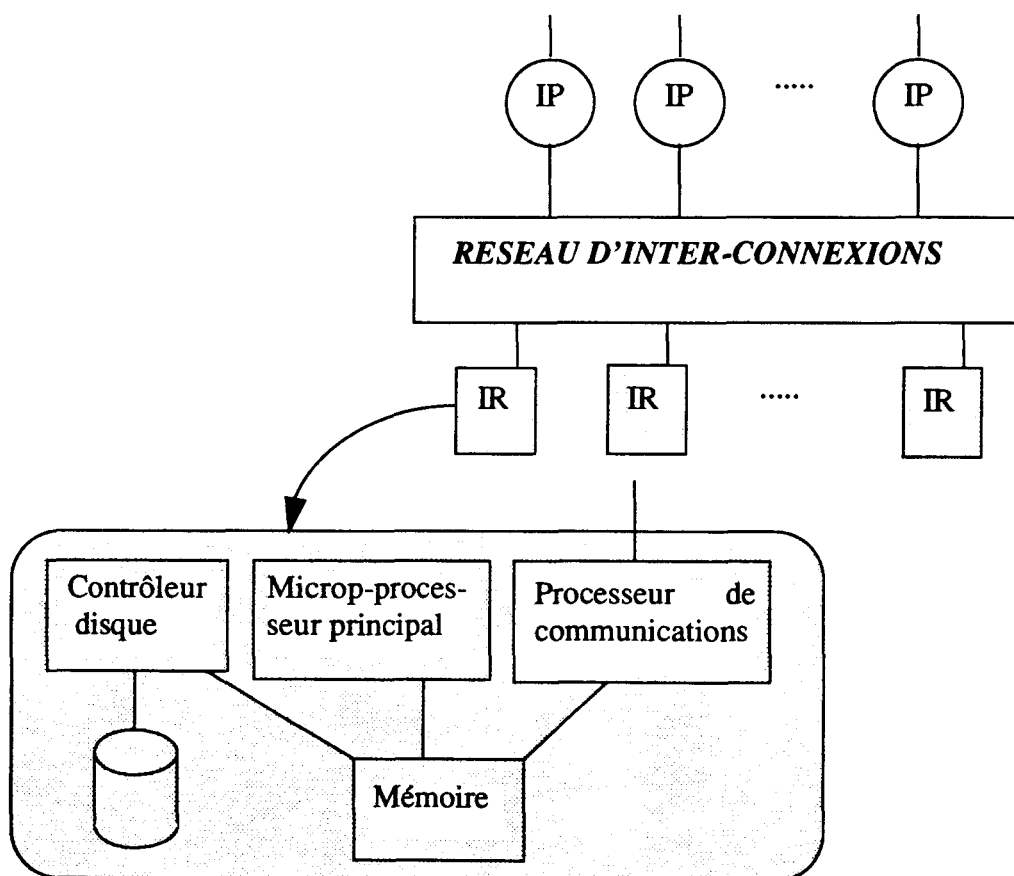 IP IP ..... IP
RESEAU D'INTER-CONNEXIONS
IR IR ..... IR
Contrôleur
disque
Microp-proces-
seur principal
Processeur de
communications
Mémoire